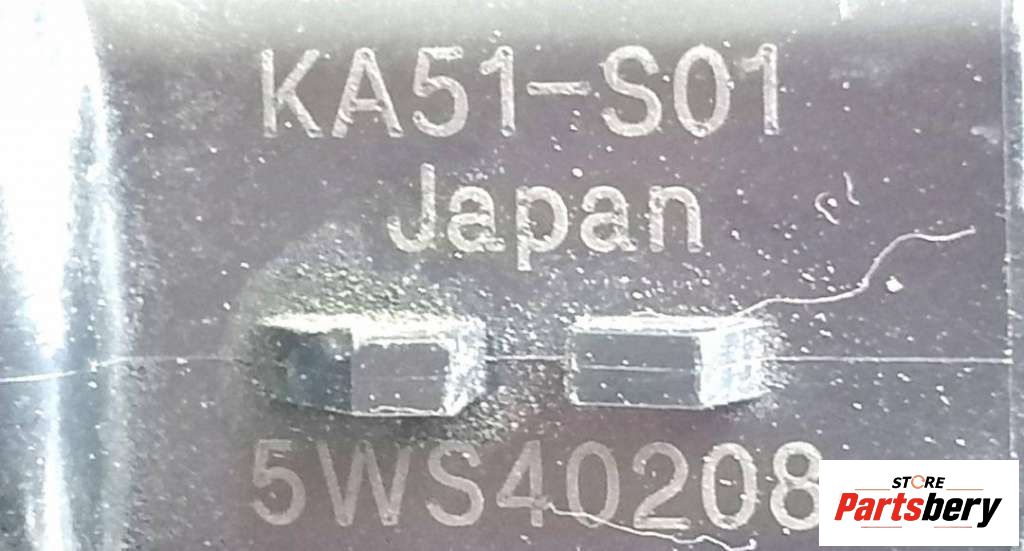 KA51-S01
Japan
5WS40208
STORE
Partsbery